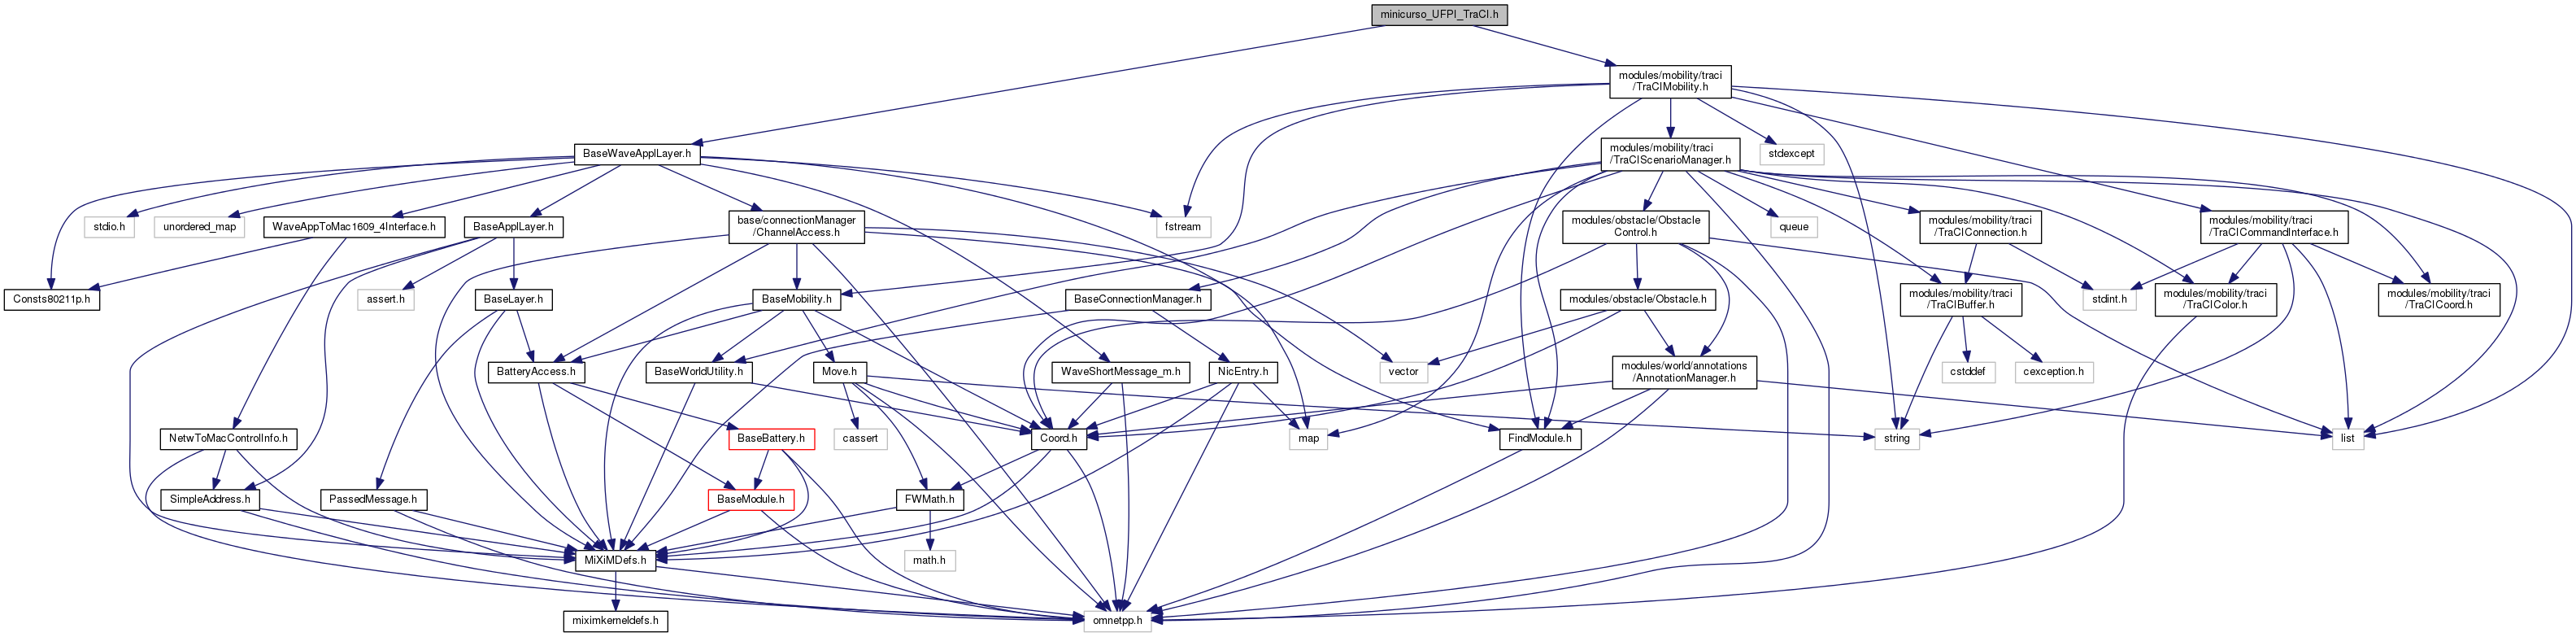 minicurso_UFPI_TraCI.h
modules/mobility/traci
/TraCIMobility.h
BaseWaveApplLayer.h
modules/mobility/traci
/TraCIScenarioManager.h
stdexcept
stdio.h
unordered_map
WaveAppToMac1609_4Interface.h
BaseApplLayer.h
base/connectionManager
/ChannelAccess.h
fstream
modules/obstacle/Obstacle
Control.h
queue
modules/mobility/traci
/TraCIConnection.h
modules/mobility/traci
/TraCICommandInterface.h
Consts80211p.h
assert.h
BaseLayer.h
BaseMobility.h
BaseConnectionManager.h
modules/obstacle/Obstacle.h
modules/mobility/traci
/TraCIBuffer.h
stdint.h
modules/mobility/traci
/TraCIColor.h
modules/mobility/traci
/TraCICoord.h
BatteryAccess.h
BaseWorldUtility.h
Move.h
WaveShortMessage_m.h
NicEntry.h
vector
modules/world/annotations
/AnnotationManager.h
cstddef
cexception.h
NetwToMacControlInfo.h
BaseBattery.h
cassert
Coord.h
map
FindModule.h
string
list
SimpleAddress.h
PassedMessage.h
BaseModule.h
FWMath.h
MiXiMDefs.h
math.h
miximkerneldefs.h
omnetpp.h